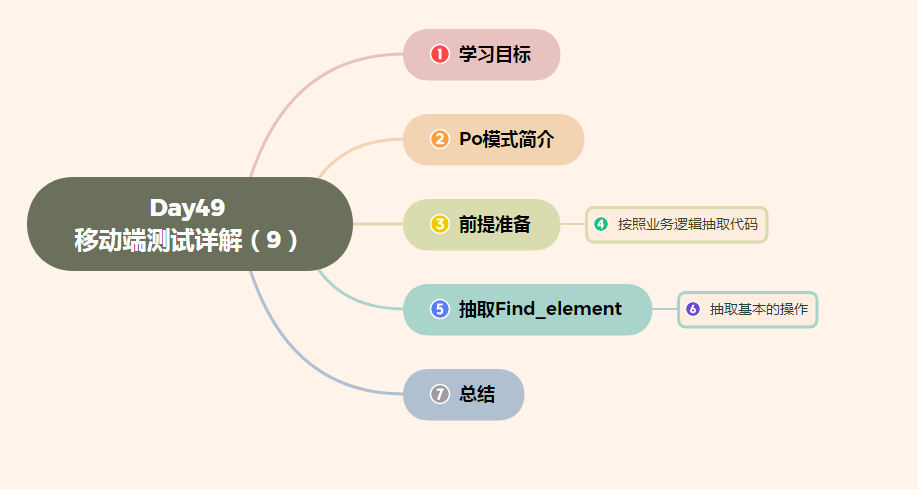 Day49
移动端测试详解（9）
1 学习目标
2 Po模式简介
3 前提准备
4 按照业务逻辑抽取代码
5 抽取Find_element
6 抽取基本的操作
7 总结